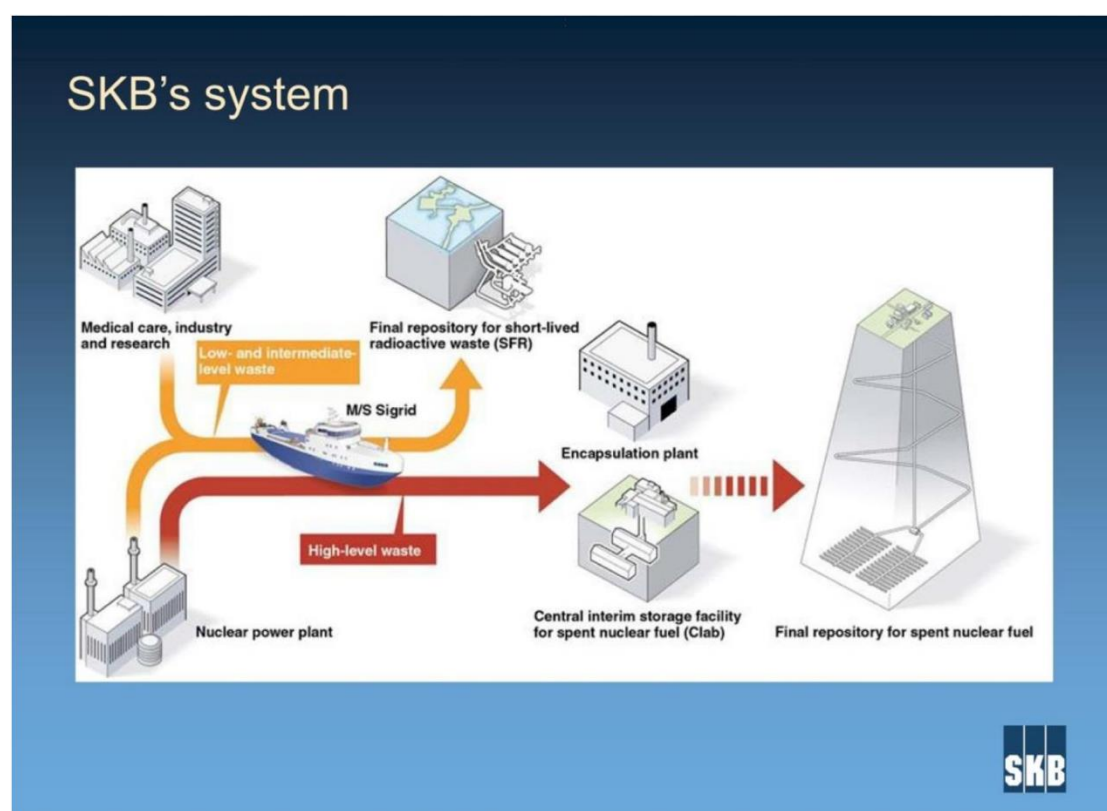 SKB's system
Medical care, industry
and research
Low- and intermediate-
level waste
M/S Sigrid
Final repository for short-lived
radioactive waste (SFR)
Encapsulation plant
High-level waste
Nuclear power plant
Central interim storage facility
for spent nuclear fuel (Clab)
Final repository for spent nuclear fuel
SKB